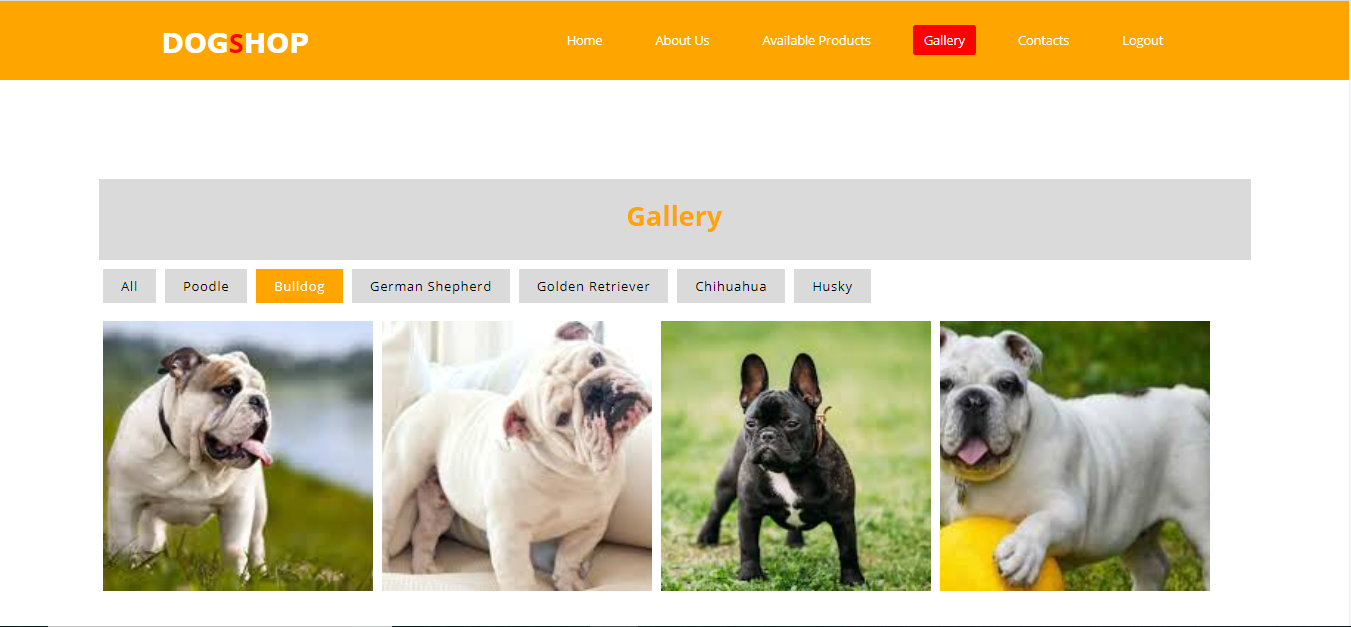 DOGSHOP Home About Us Available Products Gallery Contacts Logout
Gallery
All Poodle Bulldog German Shepherd Golden Retriever Chihuahua Husky